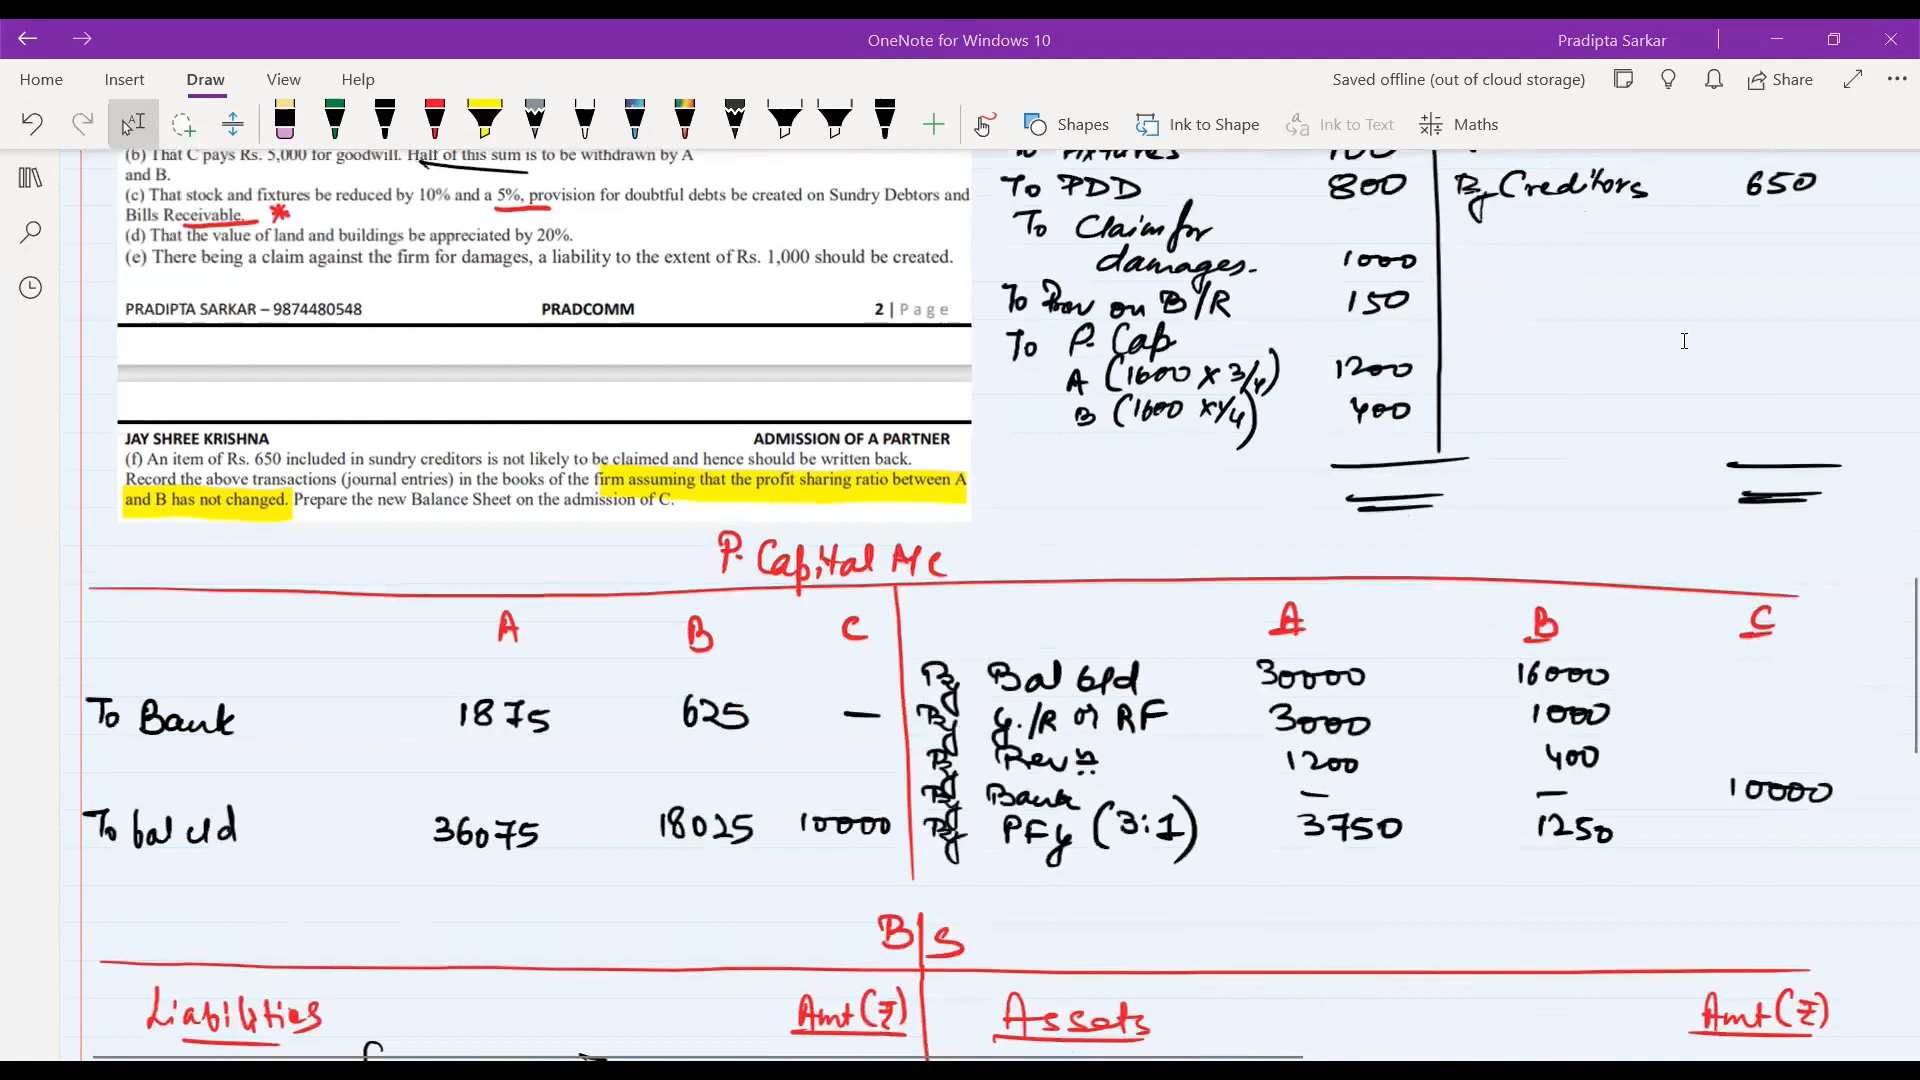 OneNote for Windows 10
Pradipta Sarkar
Home Insert Draw View Help
Saved offline (out of cloud storage)
Share
Shapes
Ink to Shape
Ink to Text
Maths
(b) That C pays Rs. 5,000 for goodwill. Half of this sum is to be withdrawn by A
and B.
(c) That stock and fixtures be reduced by 10% and a 5%, provision for doubtful debts be created on Sundry Debtors and
Bills Receivable.
(d) That the value of land and buildings be appreciated by 20%.
(e) There being a claim against the firm for damages, a liability to the extent of Rs. 1,000 should be created.
PRADIPTA SARKAR – 9874480548 PRADCOMM 2 | Page
JAY SHREE KRISHNA ADMISSION OF A PARTNER
(f) An item of Rs. 650 included in sundry creditors is not likely to be claimed and hence should be written back.
Record the above transactions (journal entries) in the books of the firm assuming that the profit sharing ratio between A
and B has not changed. Prepare the new Balance Sheet on the admission of C.
To Fixtures
To PDD 800 By Creditors 650
To Claim for
damages. 1000
To Prov on B/R 150
To P. Cap
A (1600 X 3/4) 1200
B (1600 X 1/4) 400
P. Capital A/c
A B C A B C
By Bal b/d 30000 16000
To Bank 1875 625 — By G./R or RF 3000 1000
By Revn 1200 400
By Bank — — 10000
To bal c/d 36075 18025 10000 By PFG (3:1) 3750 1250
B/S
Liabilities Amt (₹) Assets Amt (₹)